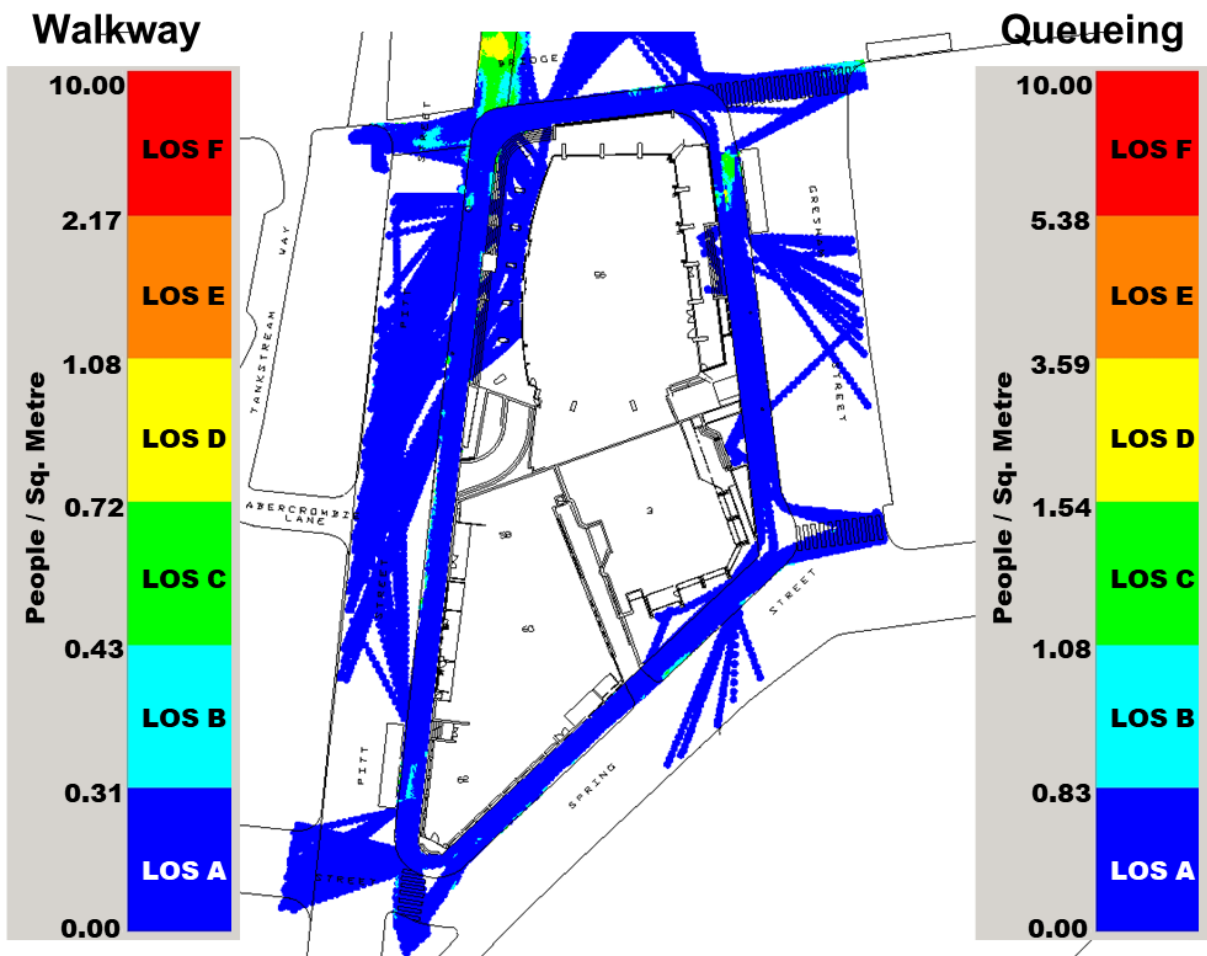 Walkway
Queueing
10.00
LOS F
2.17
LOS E
1.08
LOS D
0.72
LOS C
0.43
LOS B
0.31
LOS A
0.00
People / Sq. Metre
10.00
LOS F
5.38
LOS E
3.59
LOS D
1.54
LOS C
1.08
LOS B
0.83
LOS A
0.00
People / Sq. Metre
BRIDGE
STREET
TANKSTREAM WAY
PITT
STREET
ABERCROMBIE
LANE
PITT
STREET
SPRING
STREET
GRESHAM
STREET
3
60